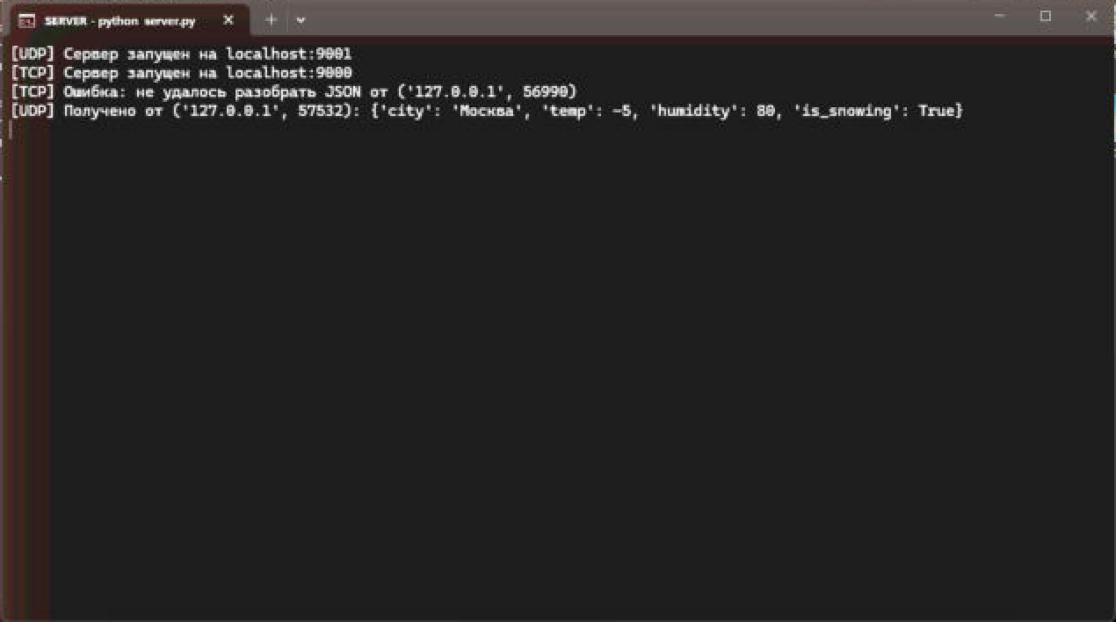 SERVER - python server.py
[UDP] Сервер запущен на localhost:9001
[TCP] Сервер запущен на localhost:9000
[TCP] Ошибка: не удалось разобрать JSON от ('127.0.0.1', 56990)
[UDP] Получено от ('127.0.0.1', 57532): {'city': 'Москва', 'temp': -5, 'humidity': 80, 'is_snowing': True}